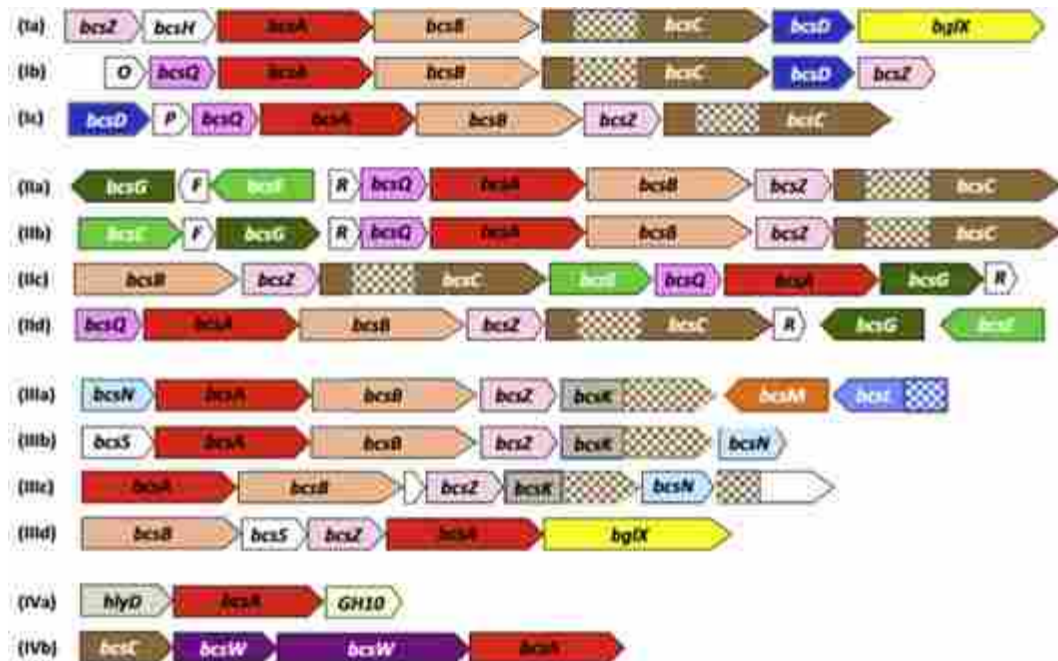 (Ia) bcsZ bcsH bcsA bcsB bcsC bcsD bglX
(Ib) O bcsQ bcsA bcsB bcsC bcsD bcsZ
(Ic) bcsD P bcsQ bcsA bcsB bcsZ bcsC
(IIa) bcsG F bcsE R bcsQ bcsA bcsB bcsZ bcsC
(IIb) bcsE F bcsG R bcsQ bcsA bcsB bcsZ bcsC
(IIc) bcsB bcsZ bcsC bcsE bcsQ bcsA bcsG R
(IId) bcsQ bcsA bcsB bcsZ bcsC R bcsG bcsE
(IIIa) bcsN bcsA bcsB bcsZ bcsK bcsM bcsL
(IIIb) bcsS bcsA bcsB bcsZ bcsK bcsN
(IIIc) bcsA bcsB bcsZ bcsK bcsN
(IIId) bcsB bcsS bcsZ bcsA bglX
(IVa) hlyD bcsA GH10
(IVb) bcsC bcsW bcsW bcsA